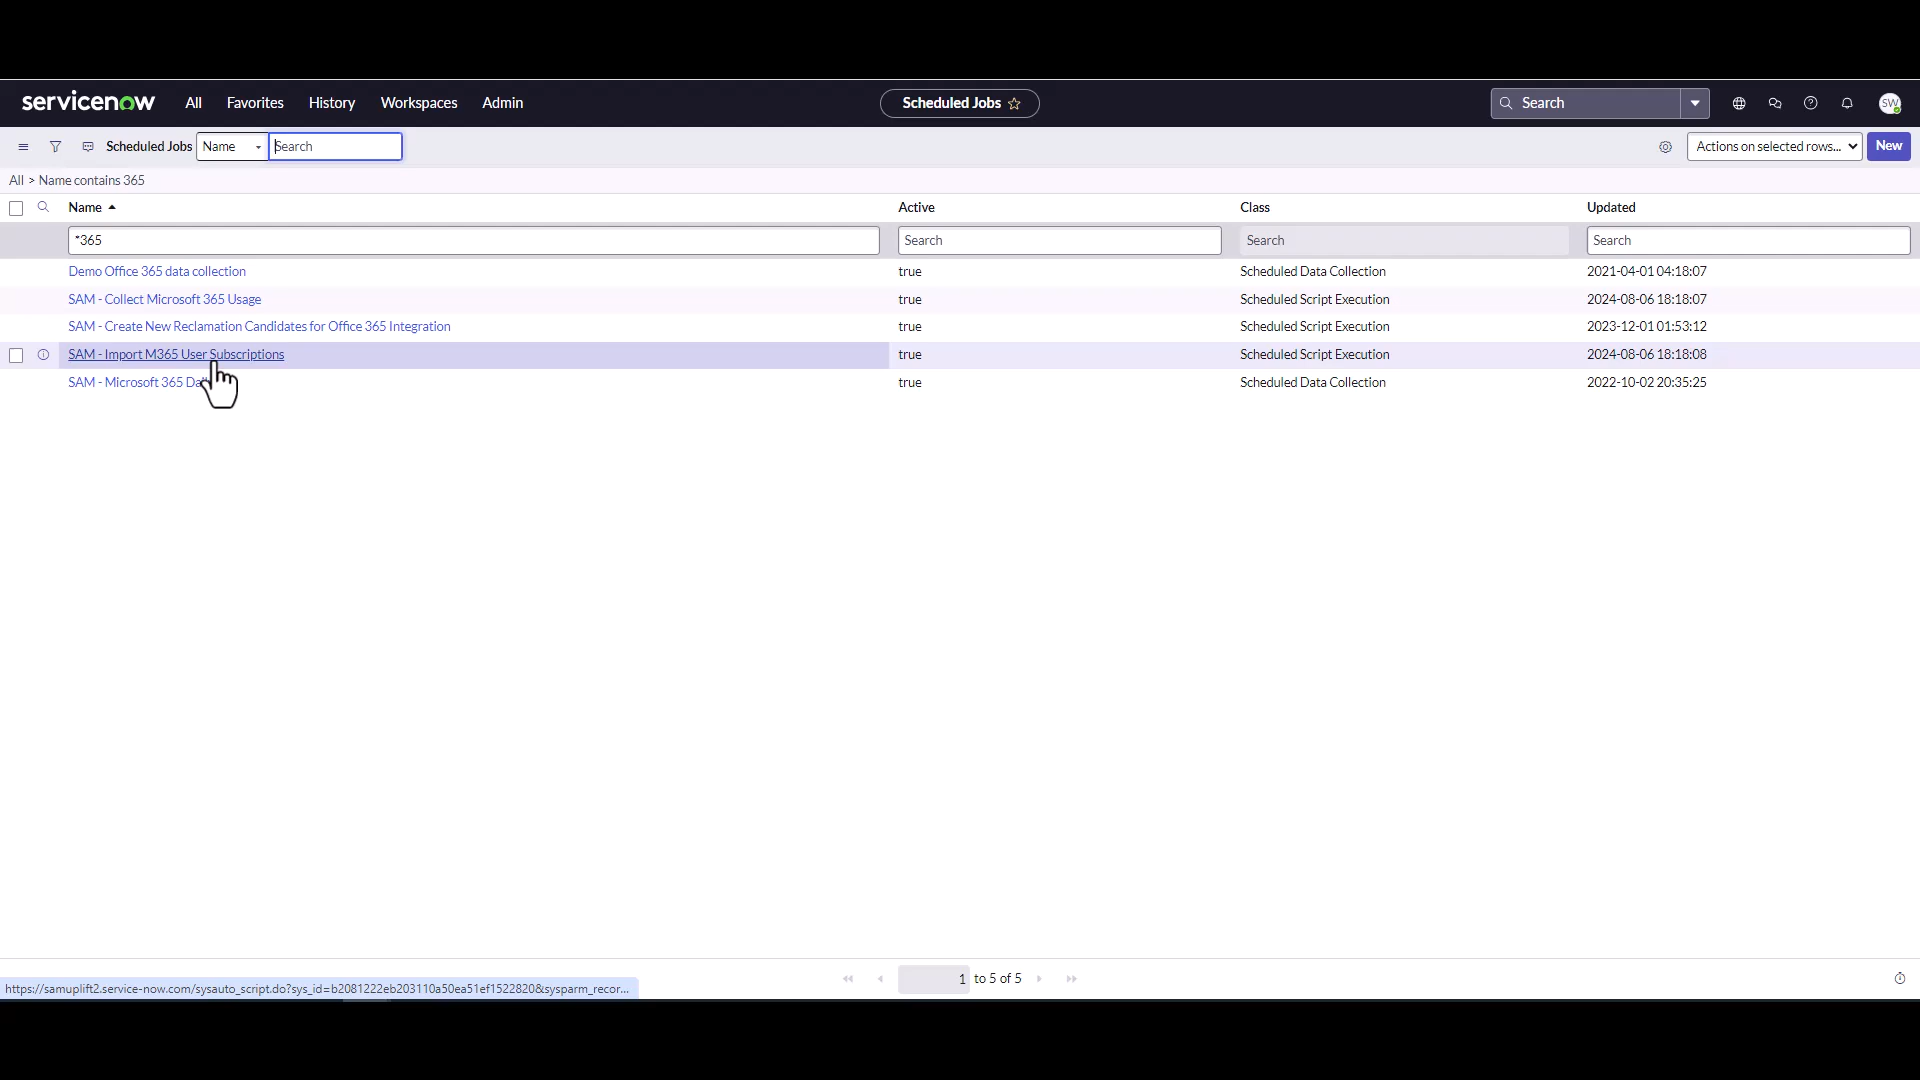 servicenow All Favorites History Workspaces Admin Scheduled Jobs Search SW
Scheduled Jobs Name Search Actions on selected rows... New
All > Name contains 365
Name Active Class Updated
*365 Search Search Search
Demo Office 365 data collection true Scheduled Data Collection 2021-04-01 04:18:07
SAM - Collect Microsoft 365 Usage true Scheduled Script Execution 2024-08-06 18:18:07
SAM - Create New Reclamation Candidates for Office 365 Integration true Scheduled Script Execution 2023-12-01 01:53:12
SAM - Import M365 User Subscriptions true Scheduled Script Execution 2024-08-06 18:18:08
SAM - Microsoft 365 true Scheduled Data Collection 2022-10-02 20:35:25
1 to 5 of 5
https://samuplift2.service-now.com/sysauto_script.do?sys_id=b2081222eb203110a50ea51ef1522820&sysparm_recor...